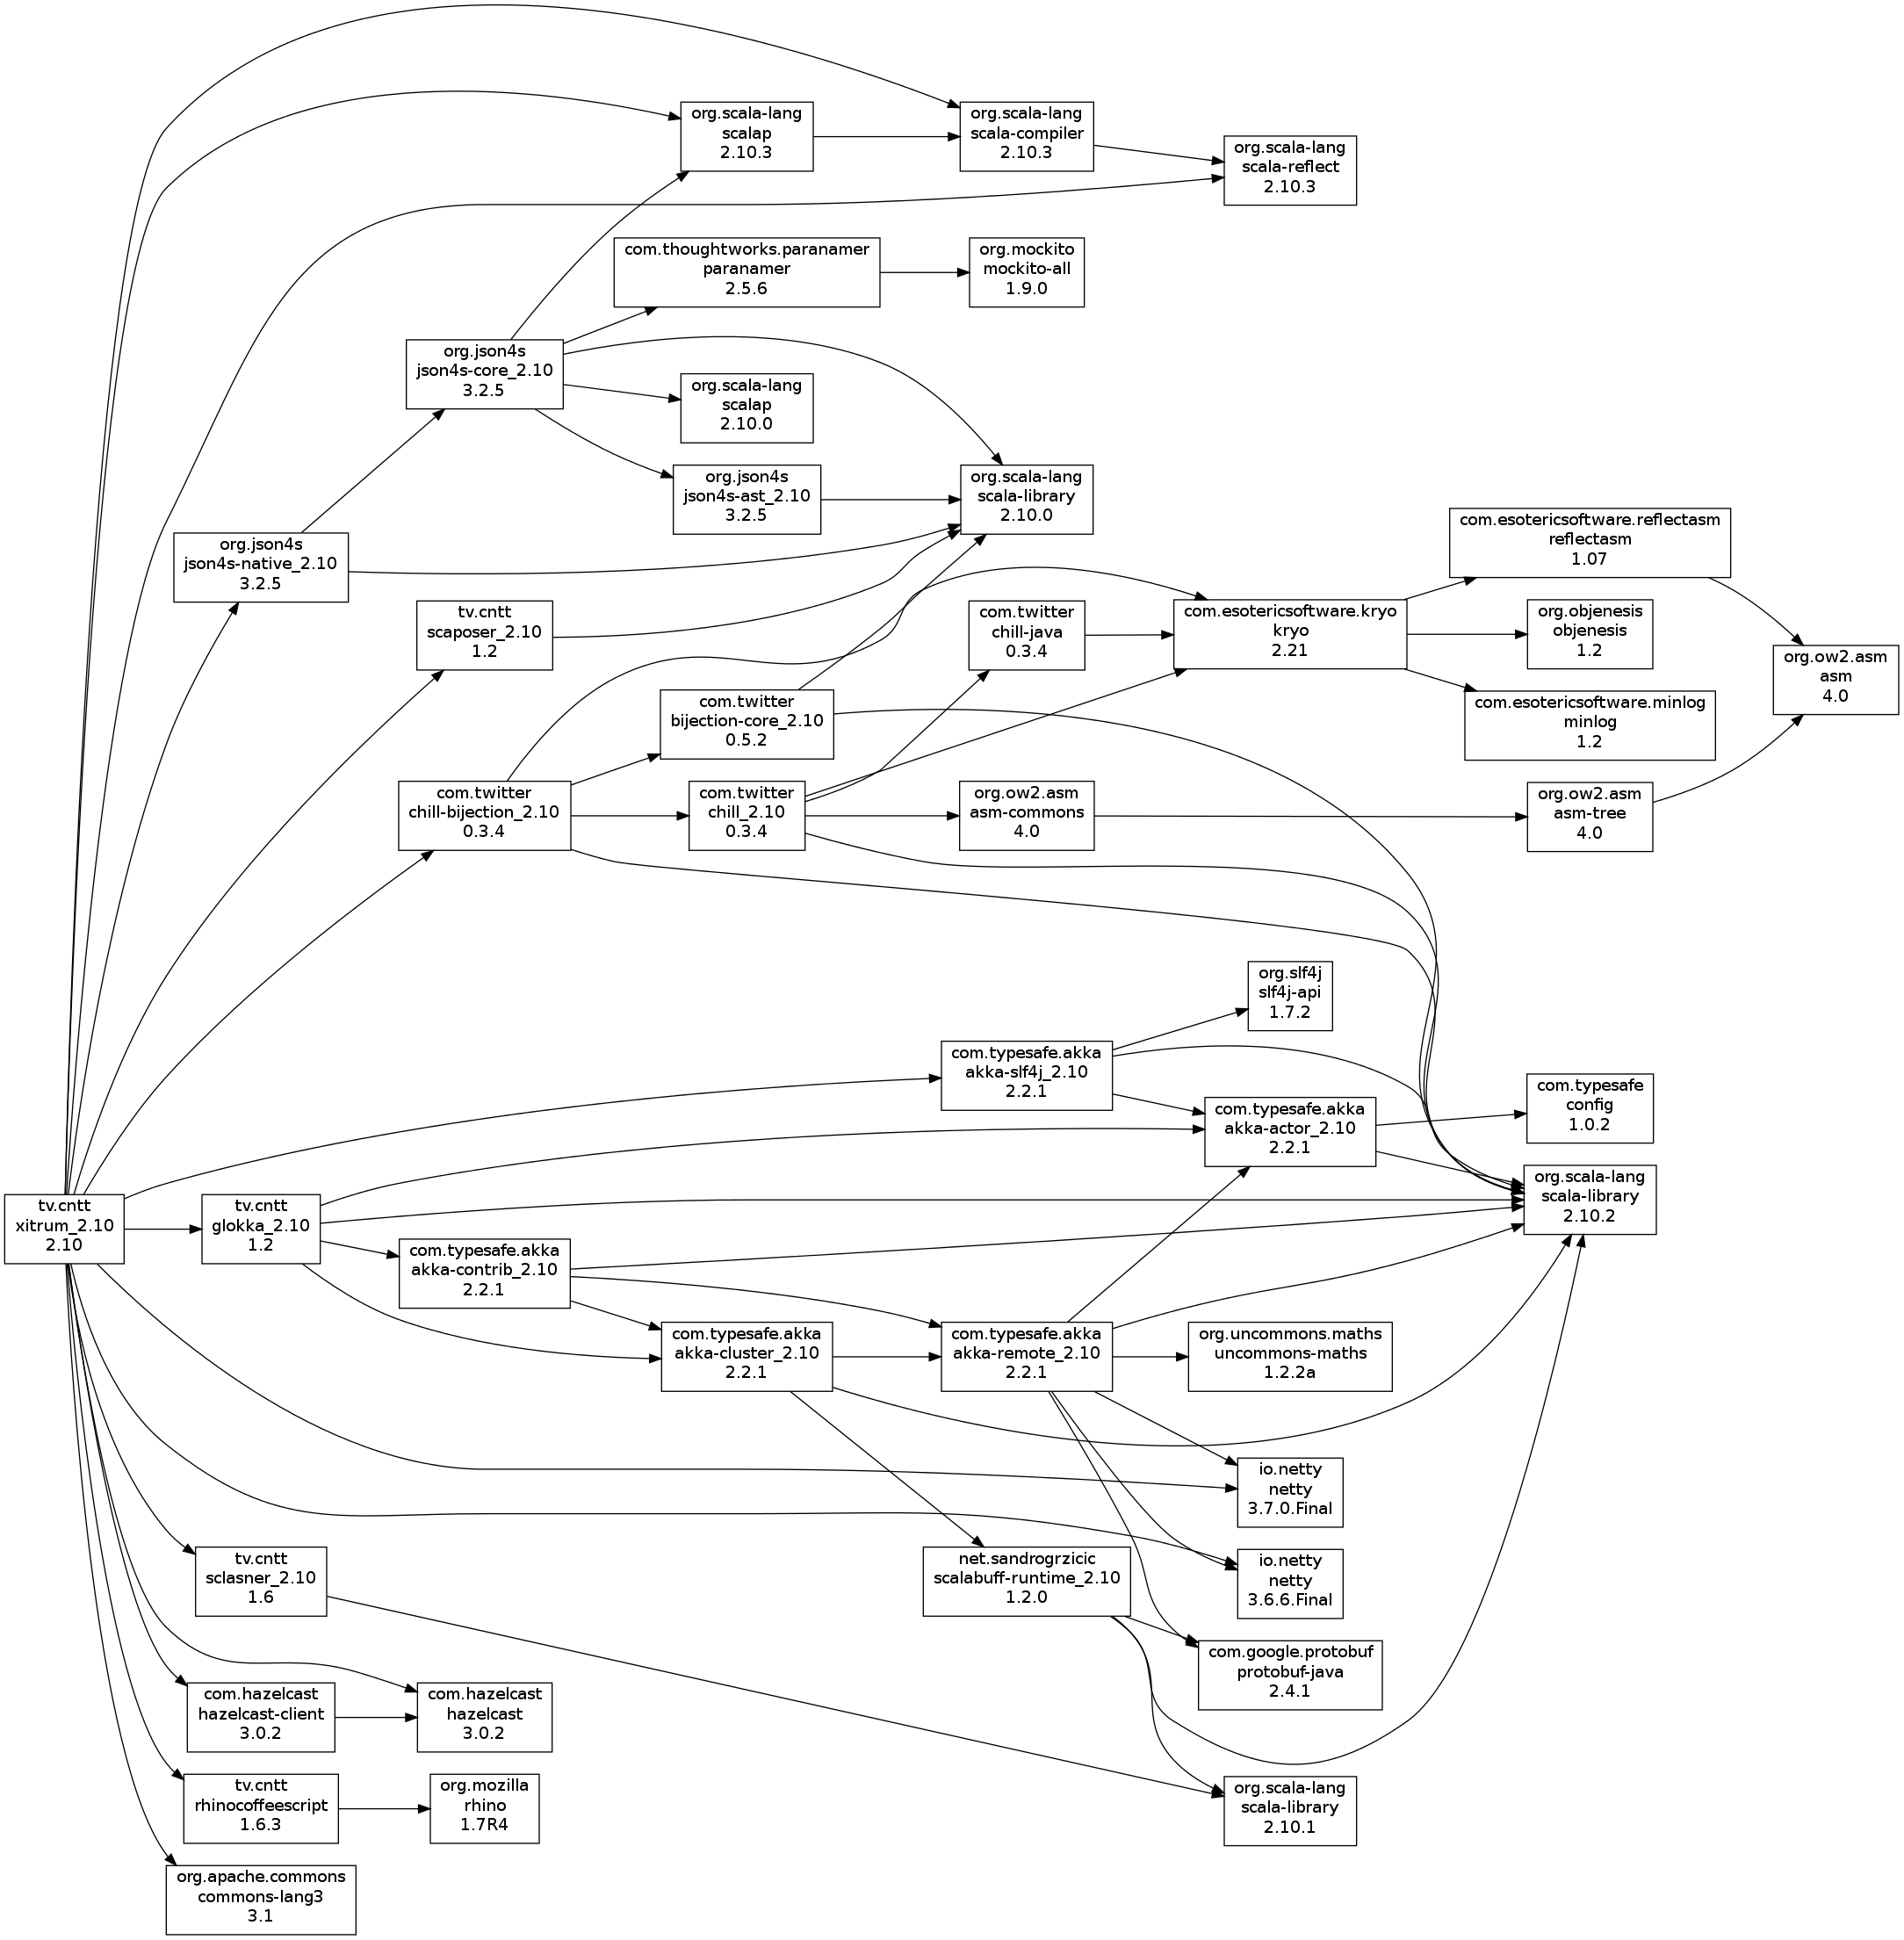 org.scala-lang
scalap
2.10.3
org.scala-lang
scala-compiler
2.10.3
org.scala-lang
scala-reflect
2.10.3
com.thoughtworks.paranamer
paranamer
2.5.6
org.mockito
mockito-all
1.9.0
org.json4s
json4s-core_2.10
3.2.5
org.scala-lang
scalap
2.10.0
org.json4s
json4s-ast_2.10
3.2.5
org.scala-lang
scala-library
2.10.0
org.json4s
json4s-native_2.10
3.2.5
com.esotericsoftware.reflectasm
reflectasm
1.07
tv.cntt
scaposer_2.10
1.2
com.twitter
chill-java
0.3.4
com.esotericsoftware.kryo
kryo
2.21
org.objenesis
objenesis
1.2
org.ow2.asm
asm
4.0
com.twitter
bijection-core_2.10
0.5.2
com.esotericsoftware.minlog
minlog
1.2
com.twitter
chill-bijection_2.10
0.3.4
com.twitter
chill_2.10
0.3.4
org.ow2.asm
asm-commons
4.0
org.ow2.asm
asm-tree
4.0
org.slf4j
slf4j-api
1.7.2
com.typesafe.akka
akka-slf4j_2.10
2.2.1
com.typesafe
config
1.0.2
com.typesafe.akka
akka-actor_2.10
2.2.1
org.scala-lang
scala-library
2.10.2
tv.cntt
xitrum_2.10
2.10
tv.cntt
glokka_2.10
1.2
com.typesafe.akka
akka-contrib_2.10
2.2.1
com.typesafe.akka
akka-cluster_2.10
2.2.1
com.typesafe.akka
akka-remote_2.10
2.2.1
org.uncommons.maths
uncommons-maths
1.2.2a
io.netty
netty
3.7.0.Final
tv.cntt
sclasner_2.10
1.6
net.sandrogrzicic
scalabuff-runtime_2.10
1.2.0
io.netty
netty
3.6.6.Final
com.google.protobuf
protobuf-java
2.4.1
com.hazelcast
hazelcast-client
3.0.2
com.hazelcast
hazelcast
3.0.2
tv.cntt
rhinocoffeescript
1.6.3
org.mozilla
rhino
1.7R4
org.scala-lang
scala-library
2.10.1
org.apache.commons
commons-lang3
3.1